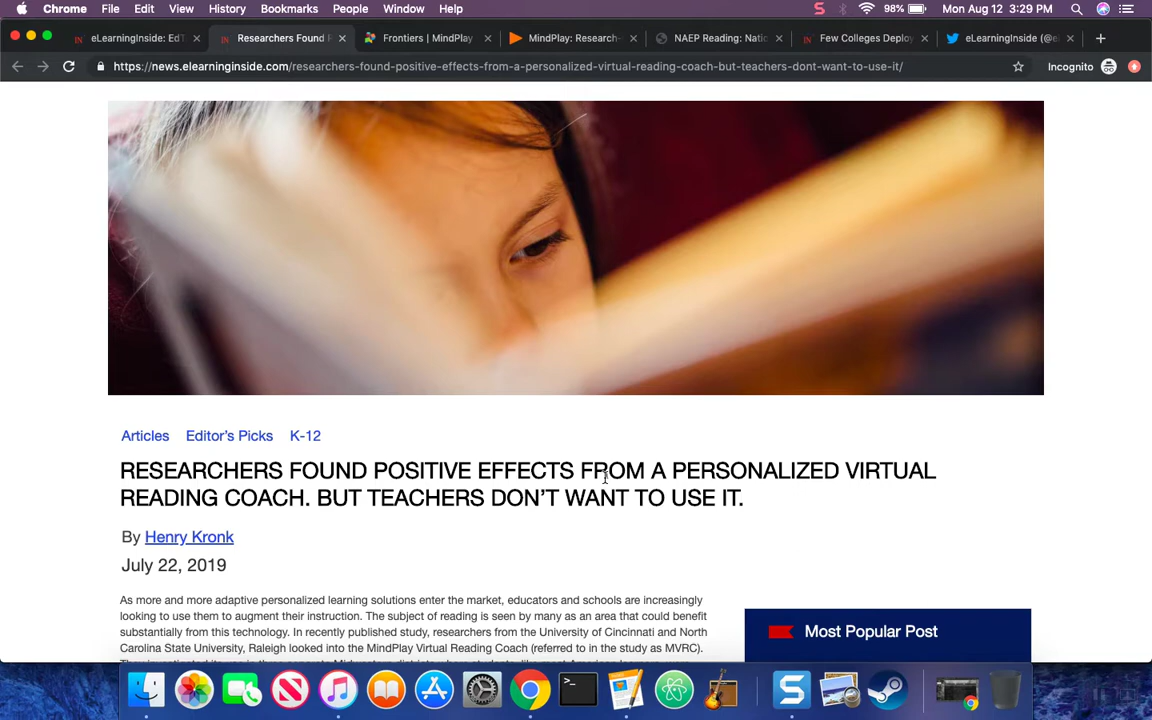 Chrome File Edit View History Bookmarks People Window Help 98% Mon Aug 12 3:29 PM
eLearningInside: EdT Researchers Found Frontiers | MindPlay MindPlay: Research- NAEP Reading: Nati Few Colleges Deploy eLearningInside (@e
https://news.elearninginside.com/researchers-found-positive-effects-from-a-personalized-virtual-reading-coach-but-teachers-dont-want-to-use-it/ Incognito
Articles Editor's Picks K-12
RESEARCHERS FOUND POSITIVE EFFECTS FROM A PERSONALIZED VIRTUAL
READING COACH. BUT TEACHERS DON'T WANT TO USE IT.
By Henry Kronk
July 22, 2019
As more and more adaptive personalized learning solutions enter the market, educators and schools are increasingly
looking to use them to augment their instruction. The subject of reading is seen by many as an area that could benefit
substantially from this technology. In recently published study, researchers from the University of Cincinnati and North
Carolina State University, Raleigh looked into the MindPlay Virtual Reading Coach (referred to in the study as MVRC).
Most Popular Post